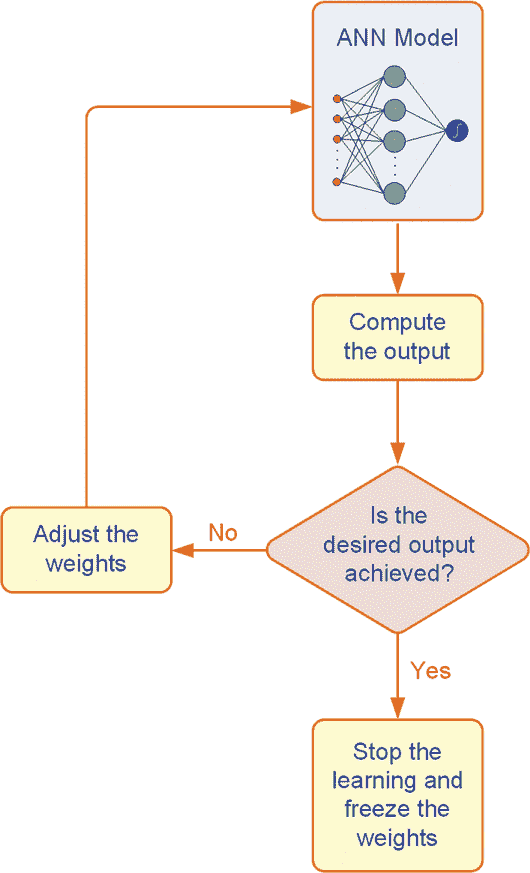 ANN Model
∫
Compute
the output
Is the
desired output
achieved?
No
Adjust the
weights
Yes
Stop the
learning and
freeze the
weights